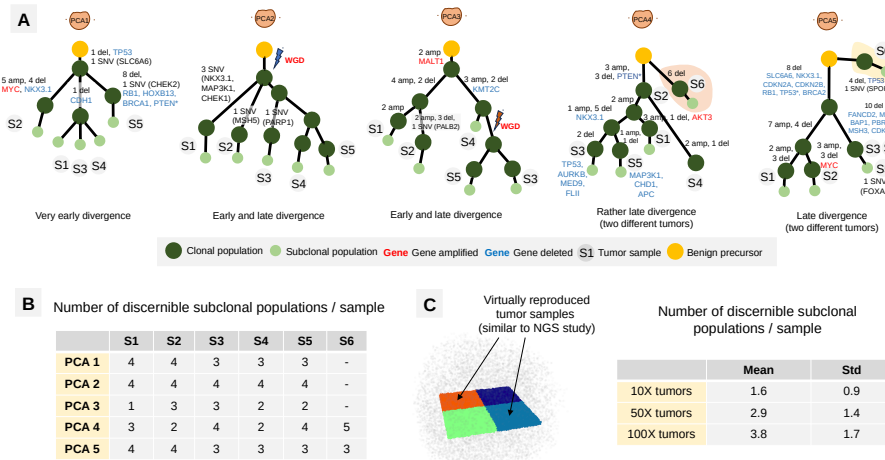 A
PCA1
PCA2
PCA3
PCA4
PCA5
1 del, TP53
1 SNV (SLC6A6)
5 amp, 4 del
MYC, NKX3.1
8 del,
1 SNV (CHEK2)
RB1, HOXB13,
BRCA1, PTEN*
1 del
CDH1
S2
S5
S1 S3 S4
Very early divergence
WGD
3 SNV
(NKX3.1,
MAP3K1,
CHEK1)
1 SNV
(MSH5)
1 SNV
(PARP1)
S1
S2
S3
S4
S5
Early and late divergence
2 amp
MALT1
4 amp, 2 del
3 amp,
KMT2C
2 amp
2 amp, 3 del,
1 SNV (PALB2)
WGD
S1
S2
S4
S5
S3
Early and late divergence
3 amp,
3 del, PTEN*
6 del
S6
S2
2 amp
1 amp, 5 del
NKX3.1
3 amp, 1 del, AKT3
2 del
1 amp,
1 del
2 amp, 1 del
S3
S1
S5
S4
TP53,
AURKB,
MED9,
FLII
MAP3K1,
CHD1,
APC
Rather late divergence
(two different tumors)
8 del
SLC6A6, NKX3.1,
CDKN2A, CDKN2B,
RB1, TP53*, BRCA2
4 del,
1 SNV
10 del
FANCD2,
BAP1,
MSH3,
7 amp, 4 del
2 amp,
3 del
3 amp,
3 del
MYC
S1
S2
S3
1 SNV
Late divergence
(two different tumors)
Clonal population
Subclonal population
Gene Gene amplified
Gene Gene deleted
S1 Tumor sample
Benign precursor
B
Number of discernible subclonal populations / sample
S1 S2 S3 S4 S5 S6
PCA 1 4 4 3 3 3 -
PCA 2 4 4 4 4 4 -
PCA 3 1 3 3 2 2 -
PCA 4 3 2 4 2 4 5
PCA 5 4 4 3 3 3 3
C
Virtually reproduced
tumor samples
(similar to NGS study)
Number of discernible subclonal
populations / sample
Mean Std
10X tumors 1.6 0.9
50X tumors 2.9 1.4
100X tumors 3.8 1.7